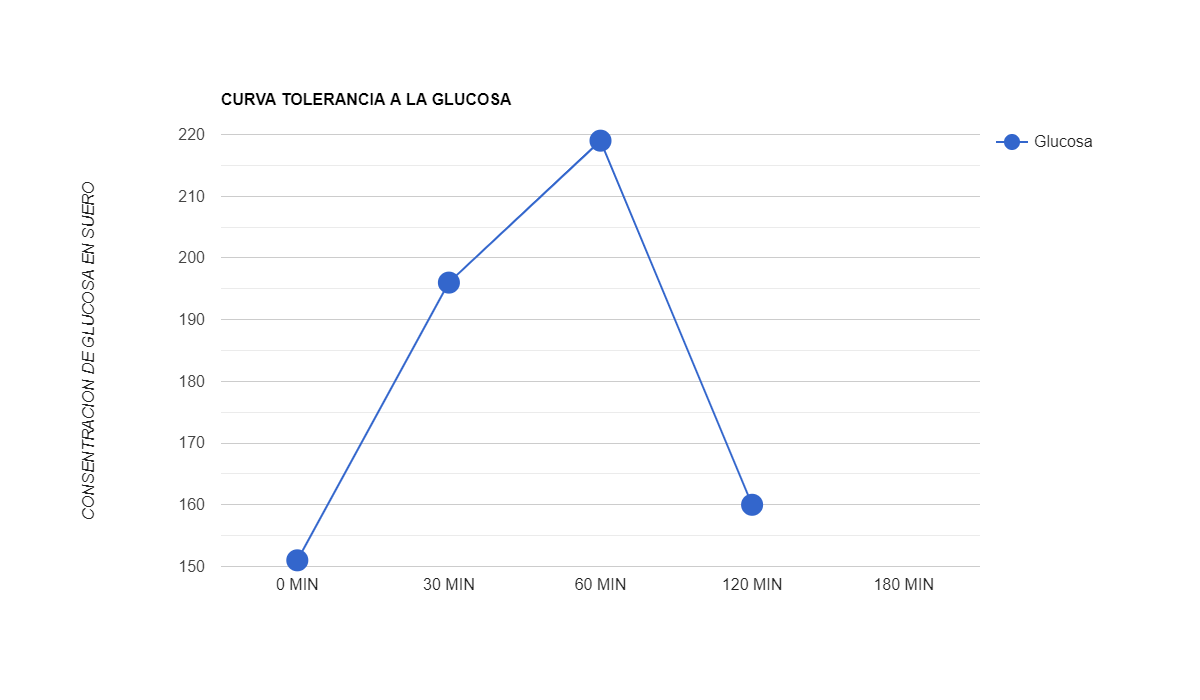 CURVA TOLERANCIA A LA GLUCOSA
Glucosa
CONSENTRACION DE GLUCOSA EN SUERO
220
210
200
190
180
170
160
150
0 MIN
30 MIN
60 MIN
120 MIN
180 MIN